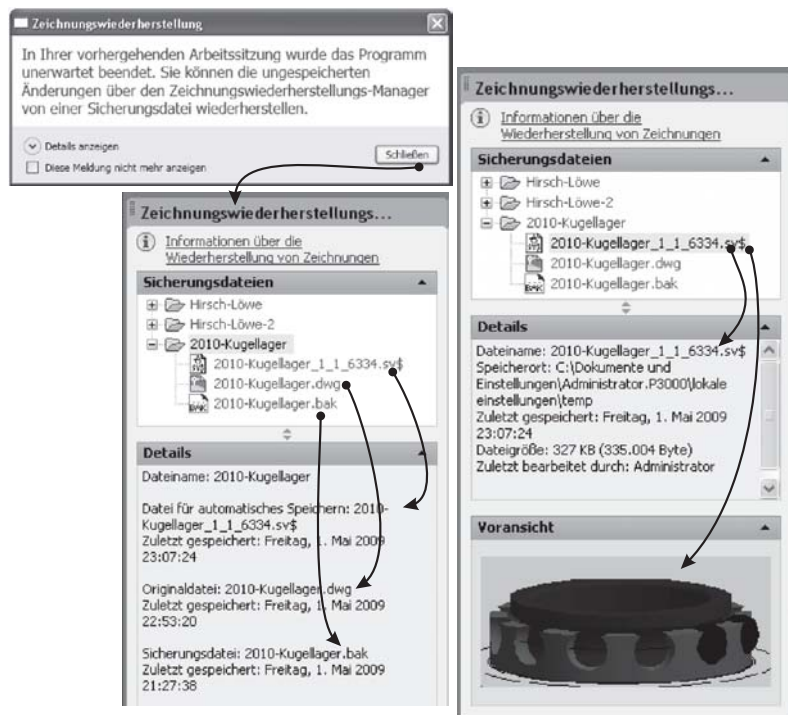 Zeichnungswiederherstellung
In Ihrer vorhergehenden Arbeitssitzung wurde das Programm
unerwartet beendet. Sie können die ungespeicherten
Änderungen über den Zeichnungswiederherstellungs-Manager
von einer Sicherungsdatei wiederherstellen.
Details anzeigen
Diese Meldung nicht mehr anzeigen
Schließen
Zeichnungswiederherstellungs...
Informationen über die
Wiederherstellung von Zeichnungen
Sicherungsdateien
Hirsch-Löwe
Hirsch-Löwe-2
2010-Kugellager
2010-Kugellager_1_1_6334.sv$
2010-Kugellager.dwg
2010-Kugellager.bak
Details
Dateiname: 2010-Kugellager
Datei für automatisches Speichern: 2010-
Kugellager_1_1_6334.sv$
Zuletzt gespeichert: Freitag, 1. Mai 2009
23:07:24
Originaldatei: 2010-Kugellager.dwg
Zuletzt gespeichert: Freitag, 1. Mai 2009
22:53:20
Sicherungsdatei: 2010-Kugellager.bak
Zuletzt gespeichert: Freitag, 1. Mai 2009
21:27:38
Zeichnungswiederherstellungs...
Informationen über die
Wiederherstellung von Zeichnungen
Sicherungsdateien
Hirsch-Löwe
Hirsch-Löwe-2
2010-Kugellager
2010-Kugellager_1_1_6334.sv$
2010-Kugellager.dwg
2010-Kugellager.bak
Details
Dateiname: 2010-Kugellager_1_1_6334.sv$
Speicherort: C:\Dokumente und
Einstellungen\Administrator.P3000\lokale
einstellungen\temp
Zuletzt gespeichert: Freitag, 1. Mai 2009
23:07:24
Dateigröße: 327 KB (335.004 Byte)
Zuletzt bearbeitet durch: Administrator
Voransicht